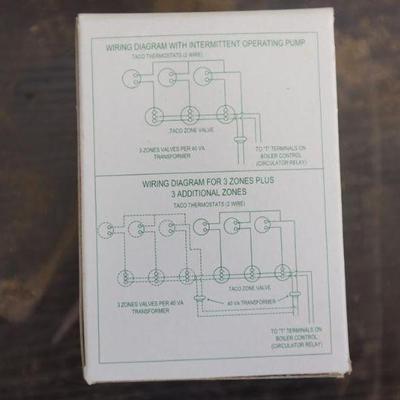 WIRING DIAGRAM WITH INTERMITTENT OPERATING PUMP
TACO THERMOSTATS (2 WIRE)
TACO ZONE VALVE
3 ZONES VALVES PER 40 VA
TRANSFORMER
TO "T" TERMINALS ON
BOILER CONTROL
(CIRCULATOR RELAY)
WIRING DIAGRAM FOR 3 ZONES PLUS
3 ADDITIONAL ZONES
TACO THERMOSTATS (2 WIRE)
TACO ZONE VALVE
3 ZONES VALVES PER 40 VA
TRANSFORMER
40 VA TRANSFORMER
TO "T" TERMINALS ON
BOILER CONTROL
(CIRCULATOR RELAY)